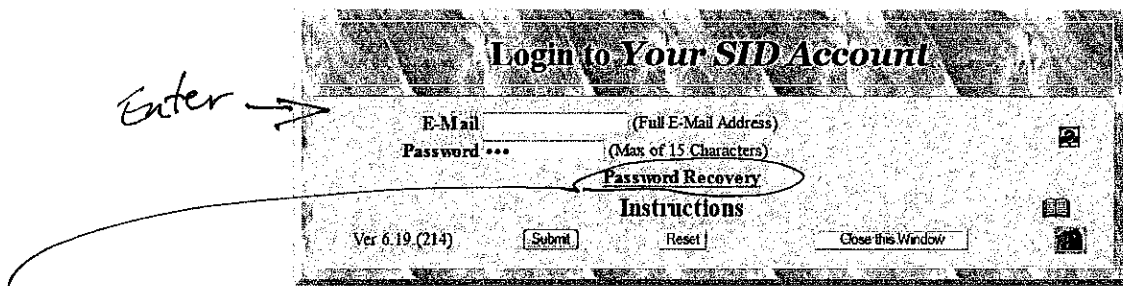 Login to Your SID Account
Enter
E-Mail (Full E-Mail Address)
Password ••• (Max of 15 Characters)
Password Recovery
Instructions
Ver 6.19 (214) Submit Reset Close this Window